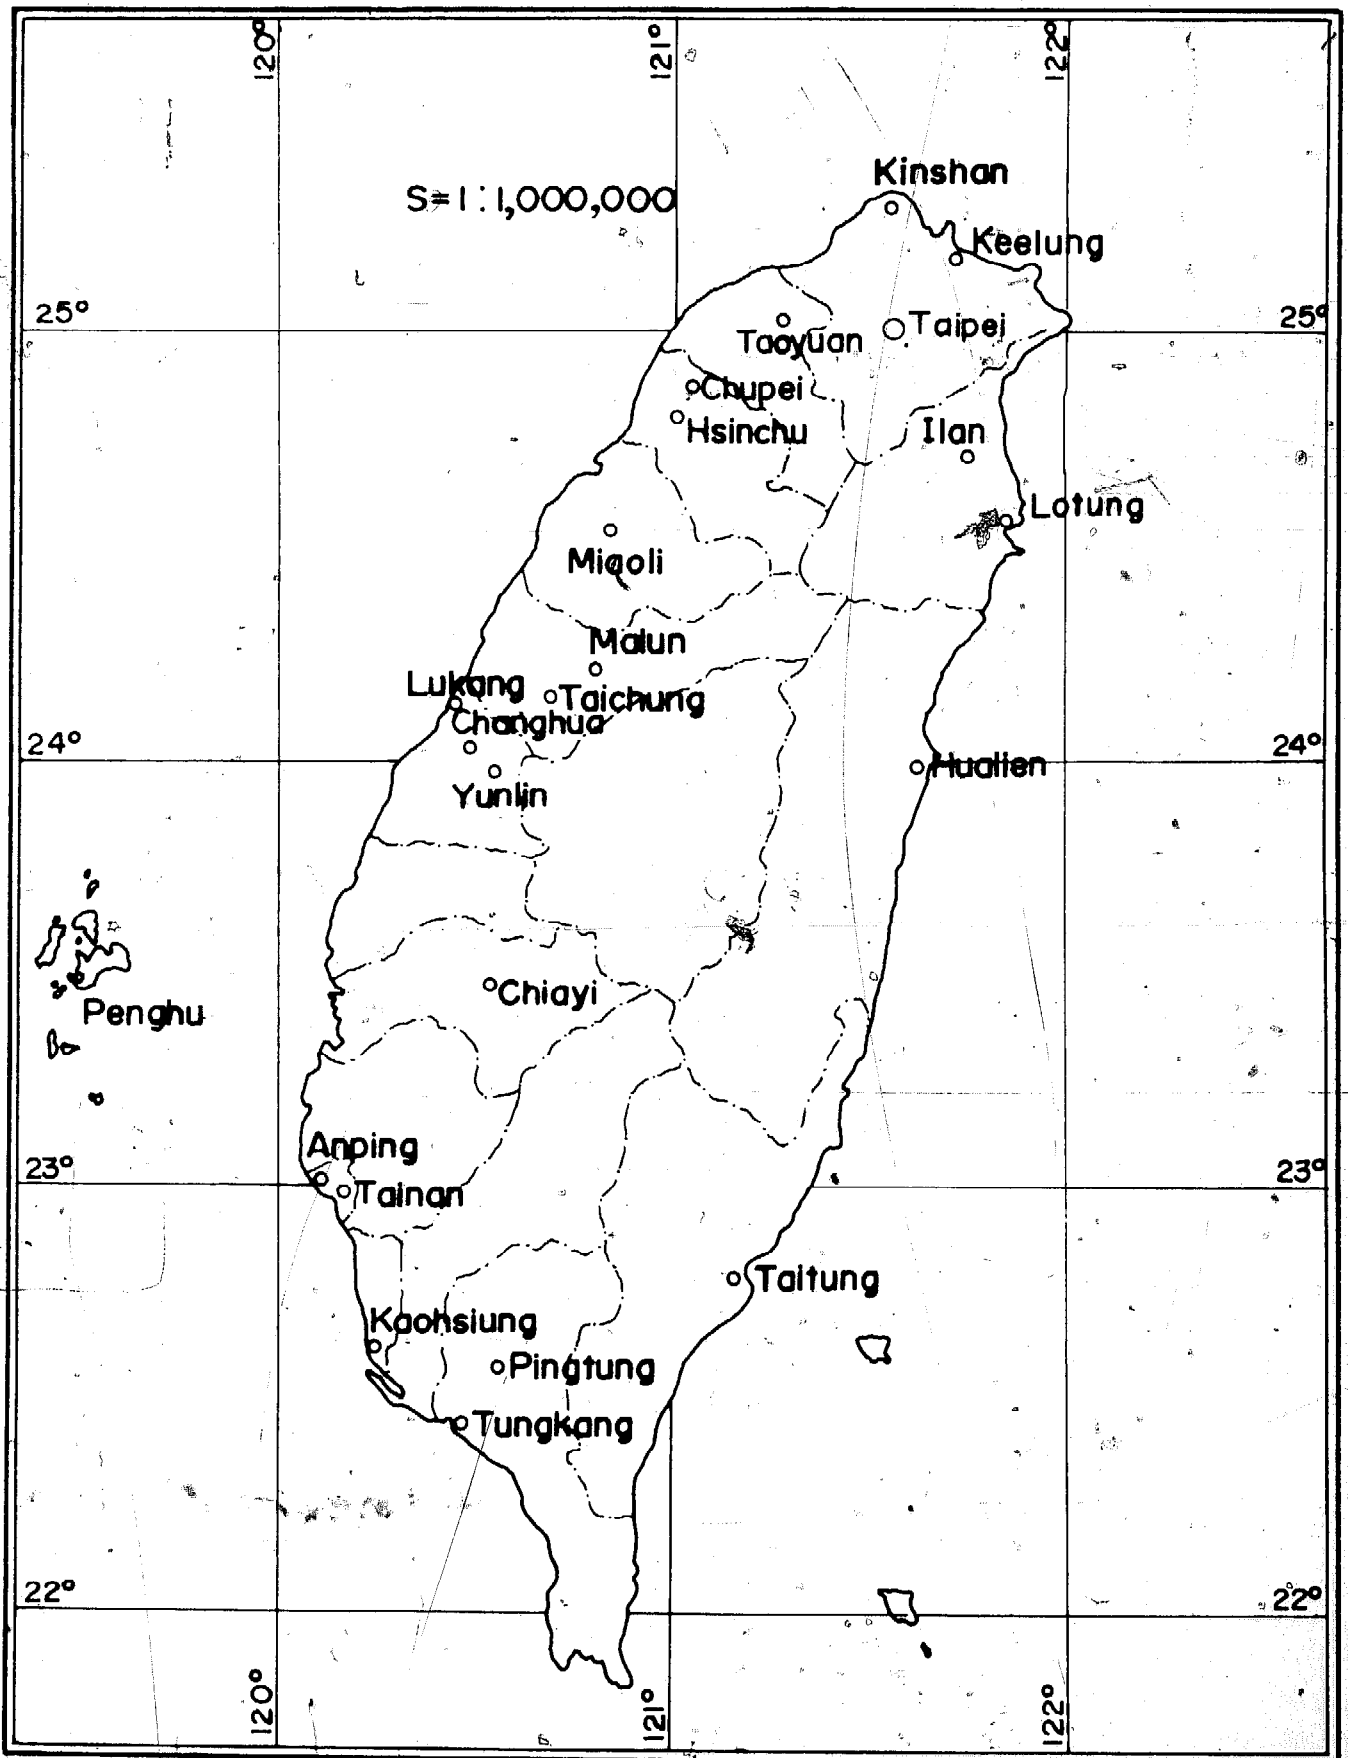 120°
121°
122°
Kinshan
S=1:1,000,000
Keelung
25°
Taipei
25°
Taoyuan
Chupei
Hsinchu
Ilan
Lotung
Miaoli
Malun
Lukang
Taichung
Changhua
24°
24°
Hualien
Yunlin
Chiayi
Penghu
Anping
23°
23°
Tainan
Taitung
Kaohsiung
Pingtung
Tungkang
22°
22°
120°
121°
122°